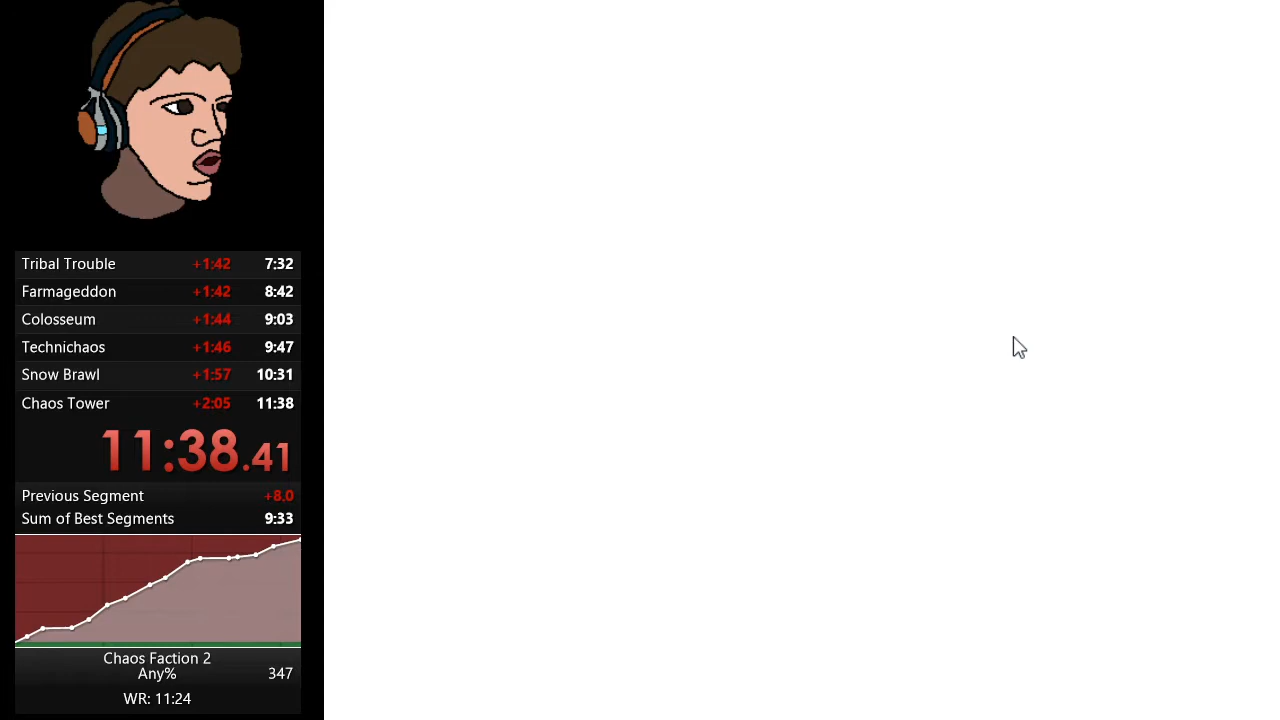 Tribal Trouble +1:42 7:32
Farmageddon +1:42 8:42
Colosseum +1:44 9:03
Technichaos +1:46 9:47
Snow Brawl +1:57 10:31
Chaos Tower +2:05 11:38
11:38.41
Previous Segment +8.0
Sum of Best Segments 9:33
Chaos Faction 2
Any% 347
WR: 11:24